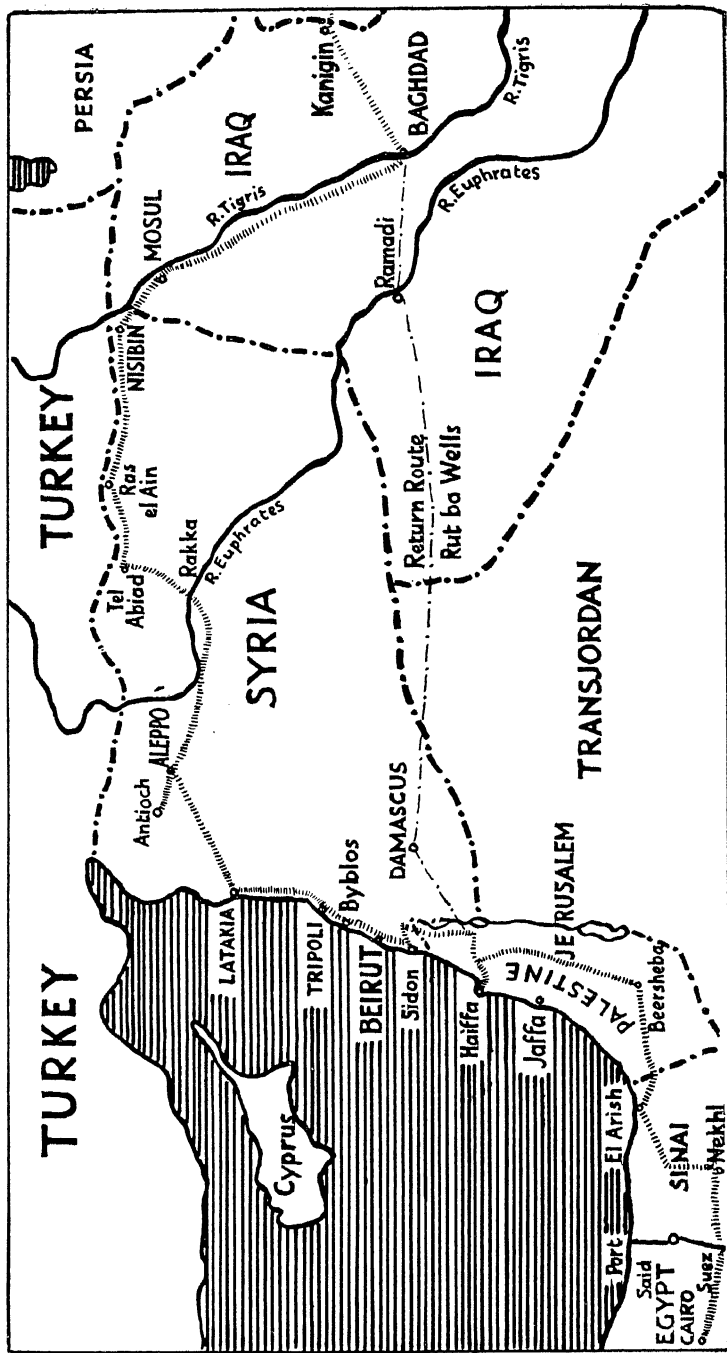 TURKEY
TURKEY
PERSIA
Cyprus
Antioch
ALEPPO
Tel
Abiad
Rakka
R. Euphrates
Ras
el Ain
NISIBIN
MOSUL
R. Tigris
IRAQ
Kanigin
BAGHDAD
R. Tigris
R. Euphrates
Ramadi
IRAQ
SYRIA
LATAKIA
TRIPOLI
Byblos
BEIRUT
Sidon
DAMASCUS
Return Route
Rut ba Wells
TRANSJORDAN
Haiffa
Jaffa
JERUSALEM
PALESTINE
Beersheba
El Arish
SINAI
Nekhl
Port
Said
EGYPT
CAIRO
Suez